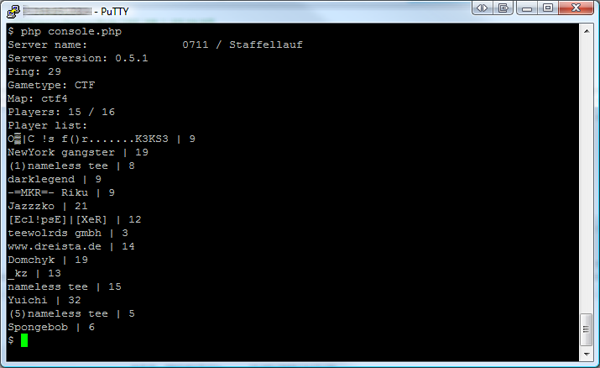 - PuTTY
$ php console.php
Server name: 0711 / Staffellauf
Server version: 0.5.1
Ping: 29
Gametype: CTF
Map: ctf4
Players: 15 / 16
Player list:
|C !s f()r.......K3KS3 | 9
NewYork gangster | 19
(1)nameless tee | 8
darklegend | 9
-=MKR=- Riku | 9
Jazzzko | 21
[Ecl!psE]|[XeR] | 12
teewolrds gmbh | 3
www.dreista.de | 14
Domchyk | 19
_kz | 13
nameless tee | 15
Yuichi | 32
(5)nameless tee | 5
Spongebob | 6
$